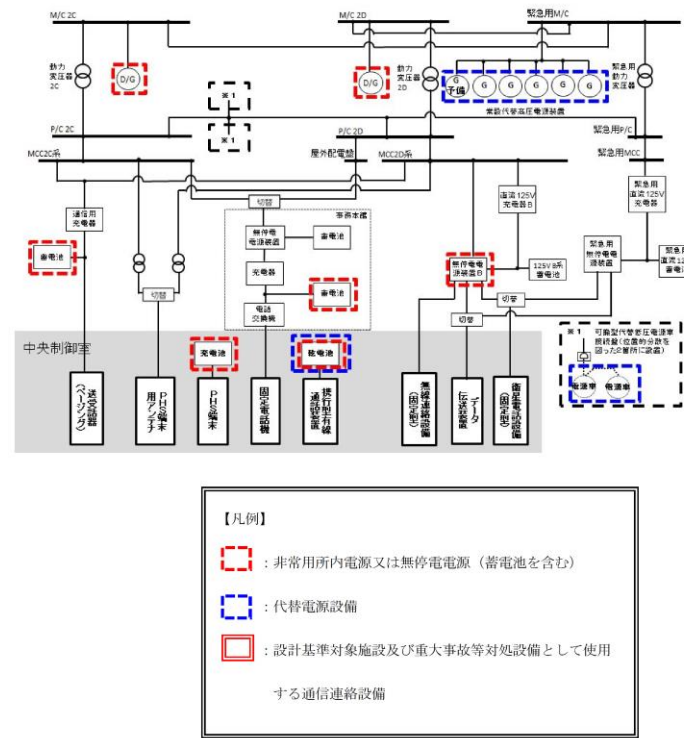 M/C 2C
M/C 2D
緊急用M/C
動力
変圧器
2C
D/G
D/G
動力
変圧器
2D
G
予備
G
G
G
G
G
常設代替高圧電源装置
緊急用
動力
変圧器
※1
※1
P/C 2C
P/C 2D
緊急用P/C
MCC2C系
屋外配電盤
MCC2D系
緊急用MCC
通信用
充電器
蓄電池
切替
切替
事務本館
無停電
電源装置
蓄電池
充電器
蓄電池
電話
交換機
直流125V
充電器B
無停電電
源装置B
125V B系
蓄電池
切替
切替
緊急用
直流125V
充電器
緊急用
無停電電
源装置
緊急用
直流12
蓄電池
※1
可搬型代替高圧電源車
接続盤(位置的分散を
図った2箇所に設置)
電源車
電源車
中央制御室
充電池
乾電池
送受話器
(ページング)
PHS端末
用アンテナ
PHS端末
固定電話機
携行型有線
通話装置
無線連絡設備
(固定型)
データ
伝送装置
衛星電話設備
(固定型)
【凡例】
:非常用所内電源又は無停電電源（蓄電池を含む）
:代替電源設備
:設計基準対象施設及び重大事故等対処設備として使用
する通信連絡設備